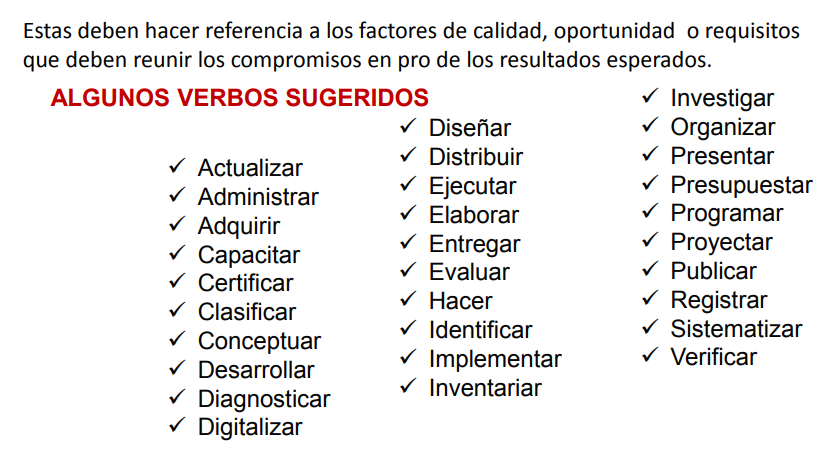 Estas deben hacer referencia a los factores de calidad, oportunidad o requisitos
que deben reunir los compromisos en pro de los resultados esperados.
ALGUNOS VERBOS SUGERIDOS
✓ Actualizar
✓ Administrar
✓ Adquirir
✓ Capacitar
✓ Certificar
✓ Clasificar
✓ Conceptuar
✓ Desarrollar
✓ Diagnosticar
✓ Digitalizar
✓ Diseñar
✓ Distribuir
✓ Ejecutar
✓ Elaborar
✓ Entregar
✓ Evaluar
✓ Hacer
✓ Identificar
✓ Implementar
✓ Inventariar
✓ Investigar
✓ Organizar
✓ Presentar
✓ Presupuestar
✓ Programar
✓ Proyectar
✓ Publicar
✓ Registrar
✓ Sistematizar
✓ Verificar